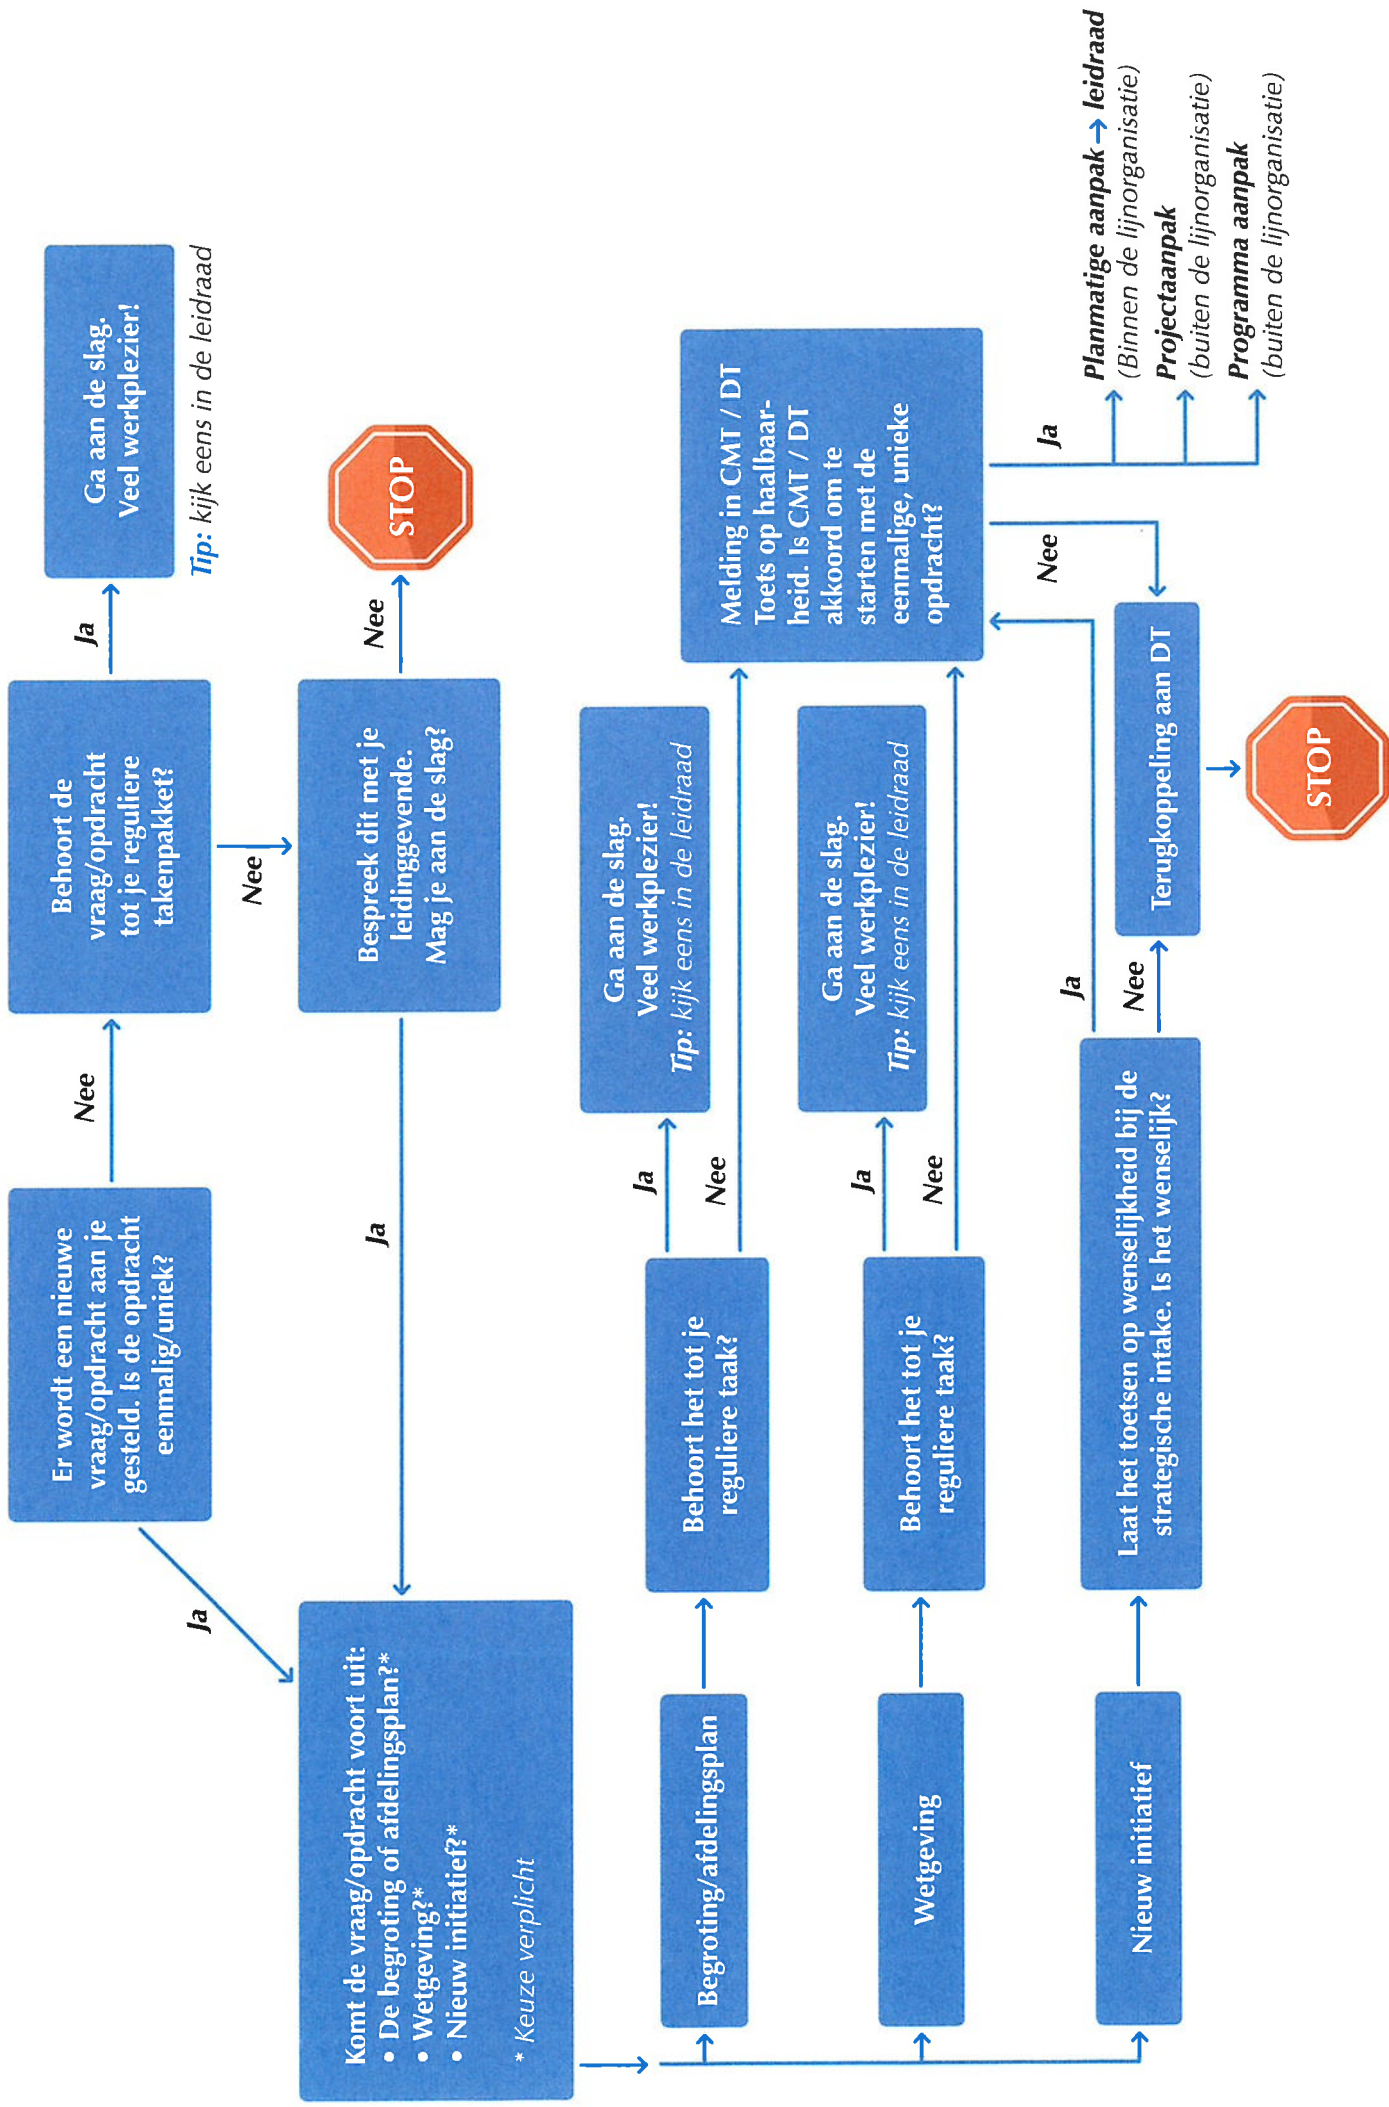 Er wordt een nieuwe
vraag/opdracht aan je
gesteld. Is de opdracht
eenmalig/uniek?
Nee
Behoort de
vraag/opdracht
tot je reguliere
takenpakket?
Ja
Ga aan de slag.
Veel werkplezier!
Tip: kijk eens in de leidraad
Ja
Nee
Komt de vraag/opdracht voort uit:
• De begroting of afdelingsplan?*
• Wetgeving?*
• Nieuw initiatief?*
* Keuze verplicht
Ja
Bespreek dit met je
leidinggevende.
Mag je aan de slag?
Nee
STOP
Begroting/afdelingsplan
Behoort het tot je
reguliere taak?
Ja
Nee
Ga aan de slag.
Veel werkplezier!
Tip: kijk eens in de leidraad
Melding in CMT / DT
Toets op haalbaar-
heid. Is CMT / DT
akkoord om te
starten met de
eenmalige, unieke
opdracht?
Wetgeving
Behoort het tot je
reguliere taak?
Ja
Nee
Ga aan de slag.
Veel werkplezier!
Tip: kijk eens in de leidraad
Nieuw initiatief
Laat het toetsen op wenselijkheid bij de
strategische intake. Is het wenselijk?
Ja
Nee
Terugkoppeling aan DT
STOP
Nee
Ja
Planmatige aanpak → leidraad
(Binnen de lijnorganisatie)
Projectaanpak
(buiten de lijnorganisatie)
Programma aanpak
(buiten de lijnorganisatie)